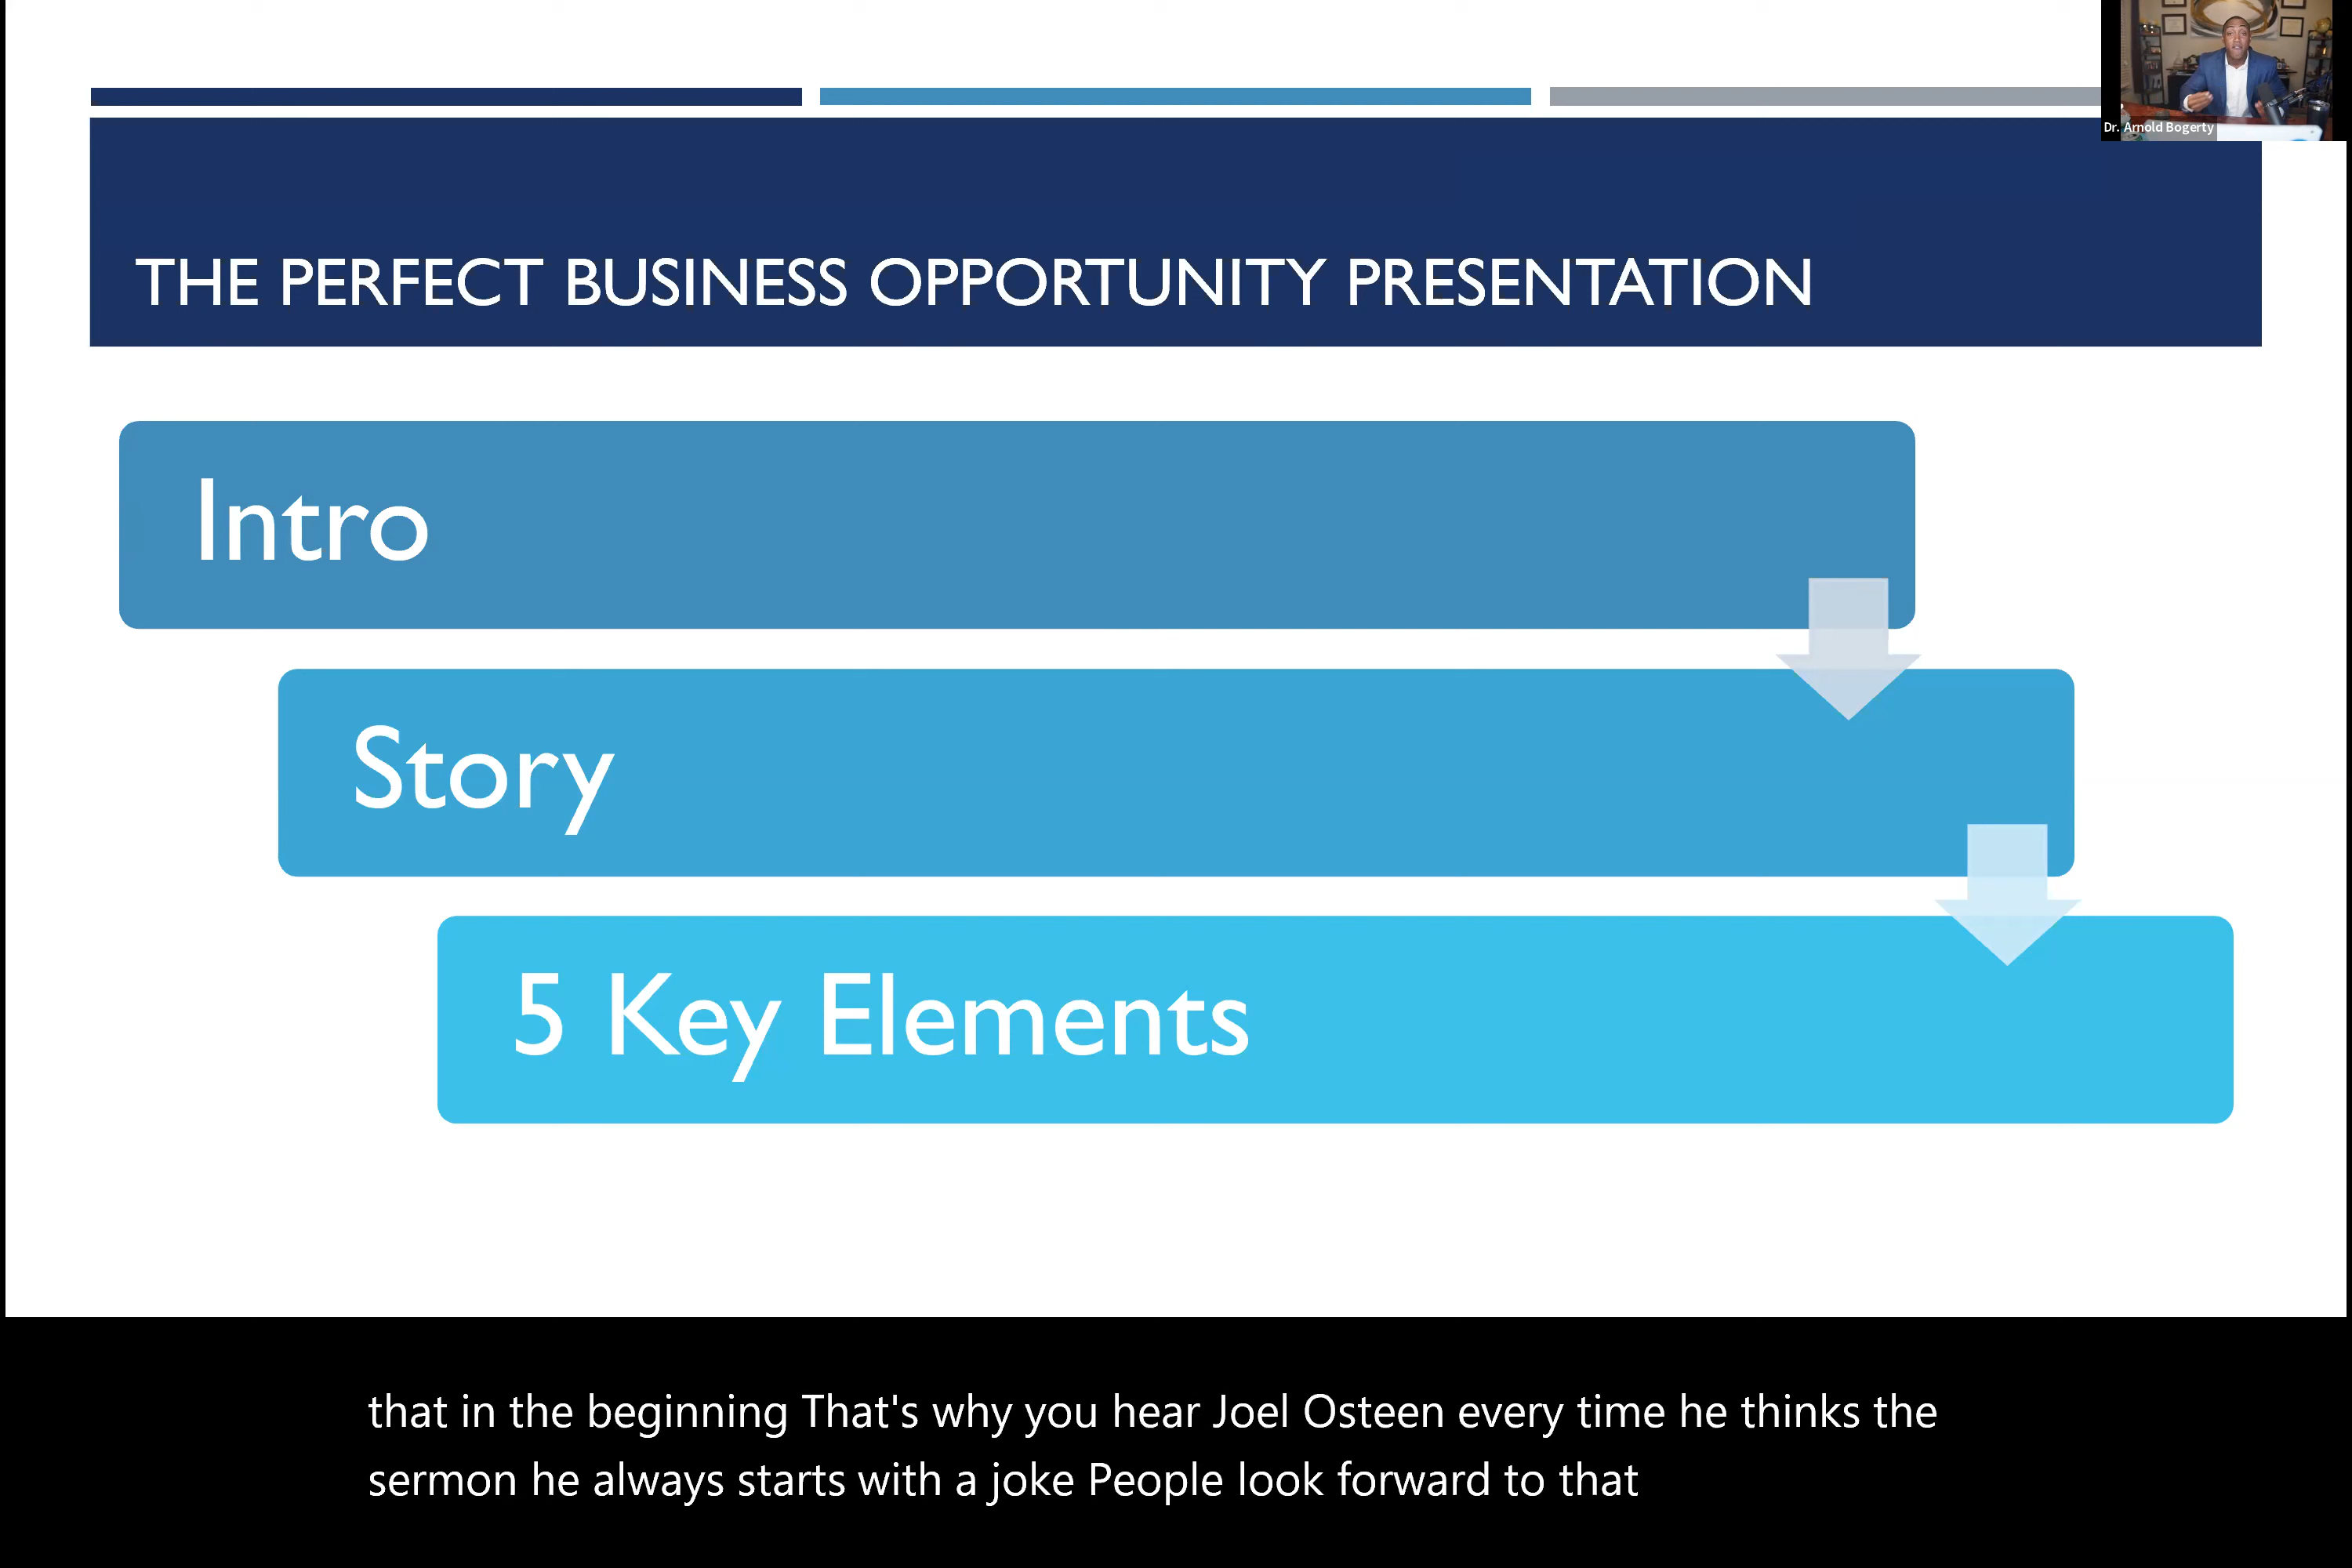 Dr. Arnold Bogerty
THE PERFECT BUSINESS OPPORTUNITY PRESENTATION
Intro
Story
5 Key Elements
that in the beginning That's why you hear Joel Osteen every time he thinks the
sermon he always starts with a joke People look forward to that